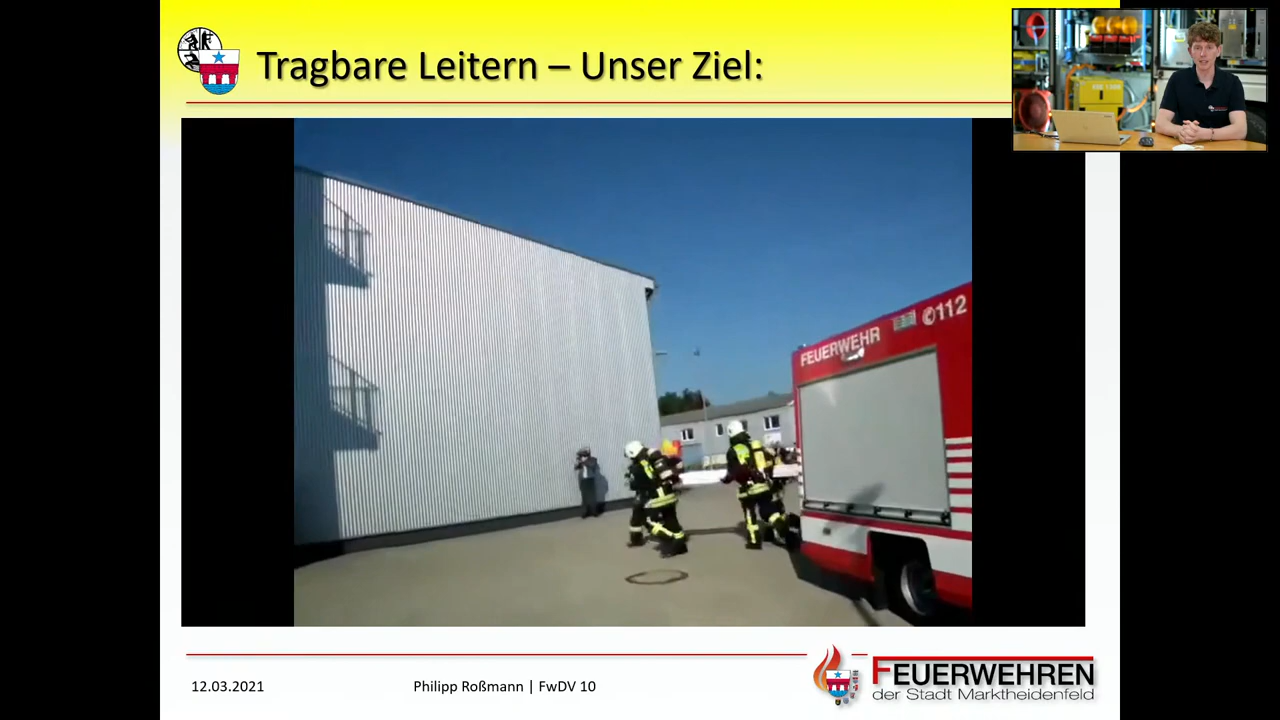 Tragbare Leitern – Unser Ziel:
FEUERWEHR
112
12.03.2021
Philipp Roßmann | FwDV 10
FEUERWEHREN
der Stadt Marktheidenfeld